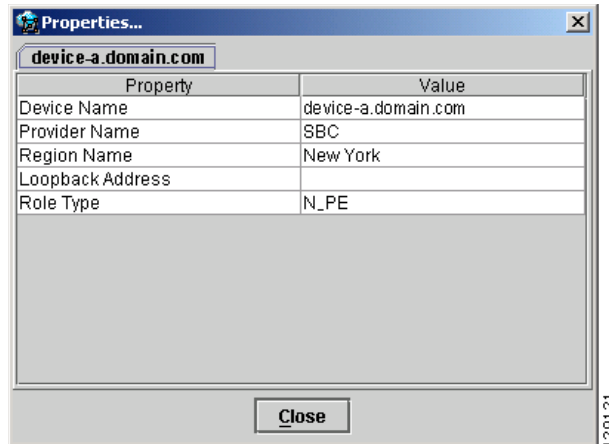 Properties...
device-a.domain.com
Property Value
Device Name device-a.domain.com
Provider Name SBC
Region Name New York
Loopback Address
Role Type N_PE
Close